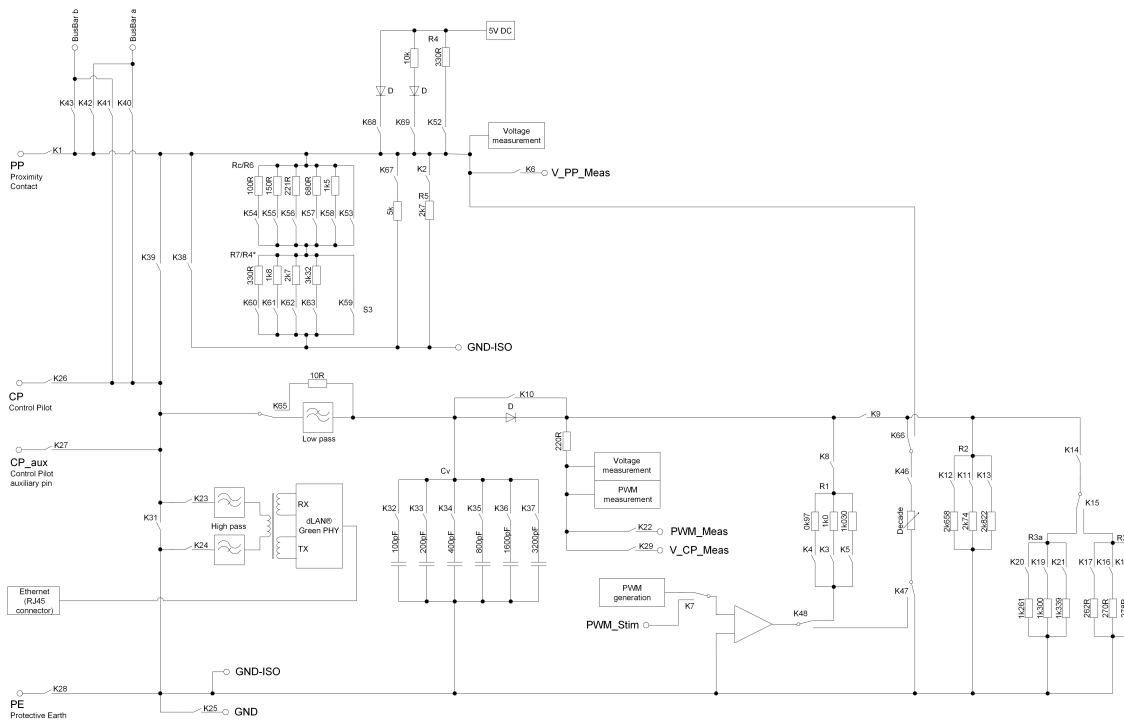 BusBar b
BusBar a
5V DC
R4
330R
10k
D
D
K43
K42
K41
K40
K68
K69
K52
Voltage
measurement
K1
PP
Proximity
Contact
K6
V_PP_Meas
Rc/R6
100R
150R
221R
680R
1k5
K54
K55
K56
K57
K58
K53
K67
K2
5k
R5
2k7
K39
K38
R7/R4*
330R
1k8
2k7
3k32
K60
K61
K62
K63
K59
S3
GND-ISO
K26
CP
Control Pilot
10R
K65
Low pass
K10
D
K9
K27
CP_aux
Control Pilot
auxiliary pin
220R
Voltage
measurement
PWM
measurement
K8
K66
K46
R2
K12
K11
K13
K14
K15
Cv
R1
K23
High pass
K24
K31
RX
dLAN®
Green PHY
TX
K32
K33
K34
K35
K36
K37
100pF
200pF
400pF
800pF
1600pF
3200pF
K22
PWM_Meas
K29
V_CP_Meas
0k97
1k0
1k030
K4
K3
K5
Decade
2k658
2k74
2k822
R3a
K20
K19
K21
K17
K16
1k261
1k300
1k339
262R
270R
Ethernet
(RJ45
connector)
PWM
generation
K7
PWM_Stim
K48
K47
GND-ISO
K28
PE
Protective Earth
K25
GND